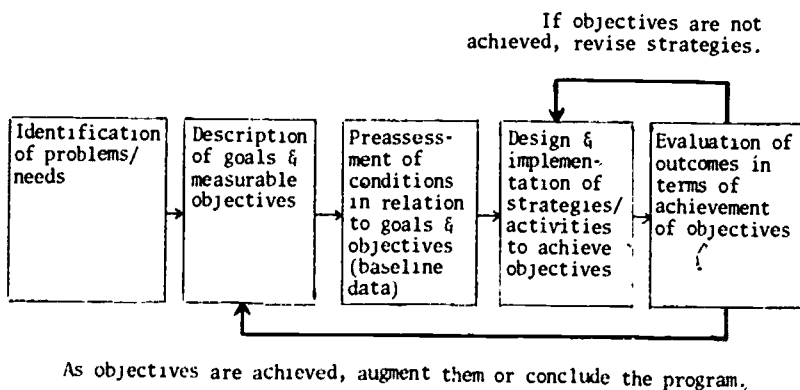 If objectives are not
achieved, revise strategies.
Identification
of problems/
needs
Description
of goals &
measurable
objectives
Preassess-
ment of
conditions
in relation
to goals &
objectives
(baseline
data)
Design &
implemen-
tation of
strategies/
activities
to achieve
objectives
Evaluation of
outcomes in
terms of
achievement
of objectives
As objectives are achieved, augment them or conclude the program.